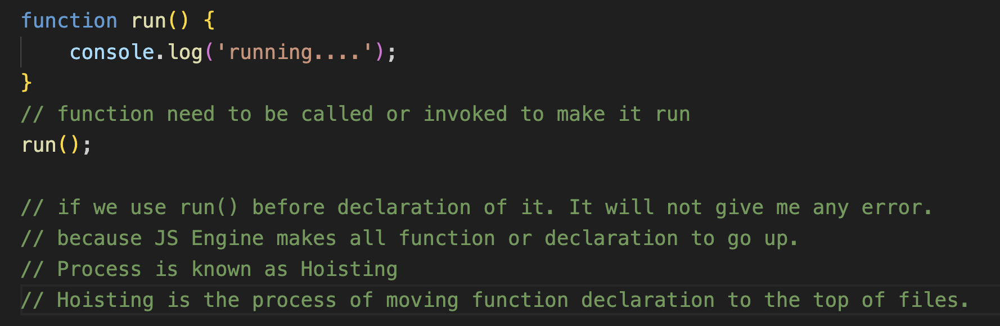 function run() {
    console.log('running....');
}
// function need to be called or invoked to make it run
run();
// if we use run() before declaration of it. It will not give me any error.
// because JS Engine makes all function or declaration to go up.
// Process is known as Hoisting
// Hoisting is the process of moving function declaration to the top of files.